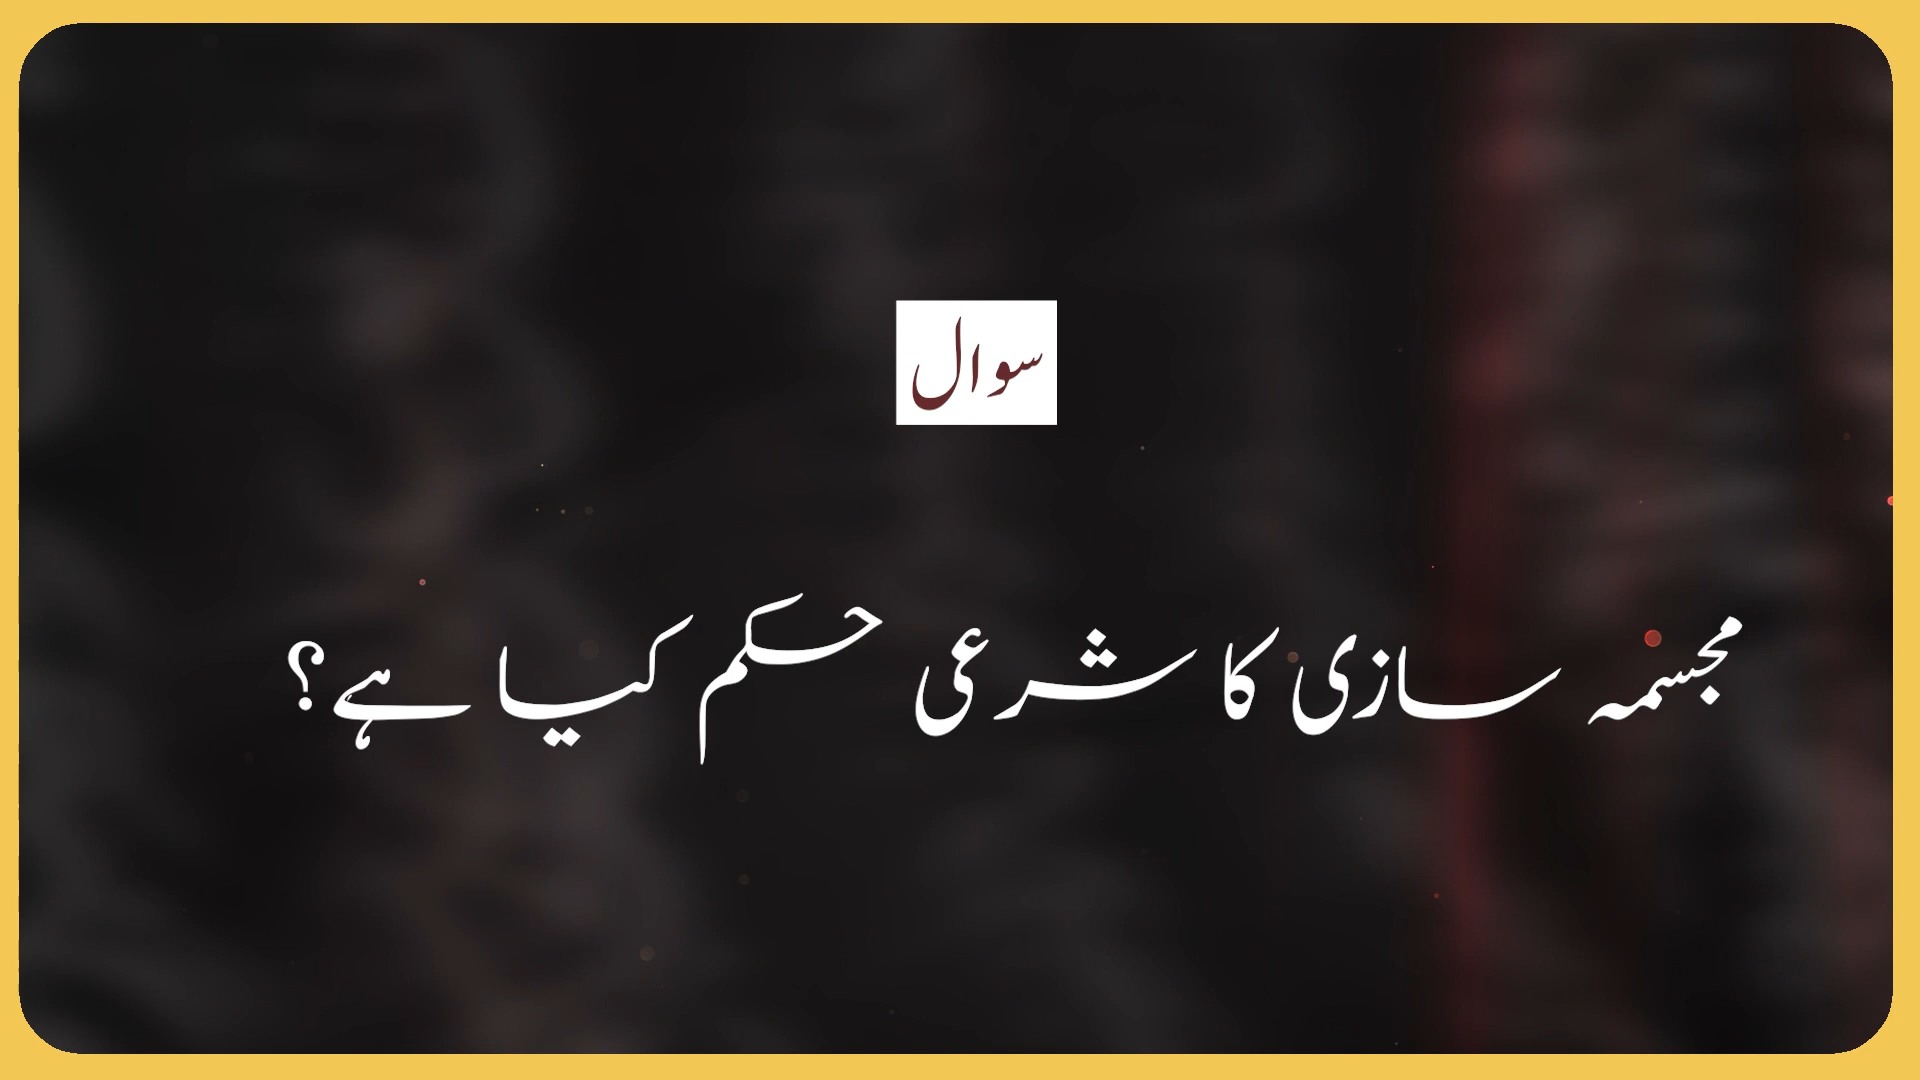 سوال
مجسمہ سازی کا شرعی حکم کیا ہے؟